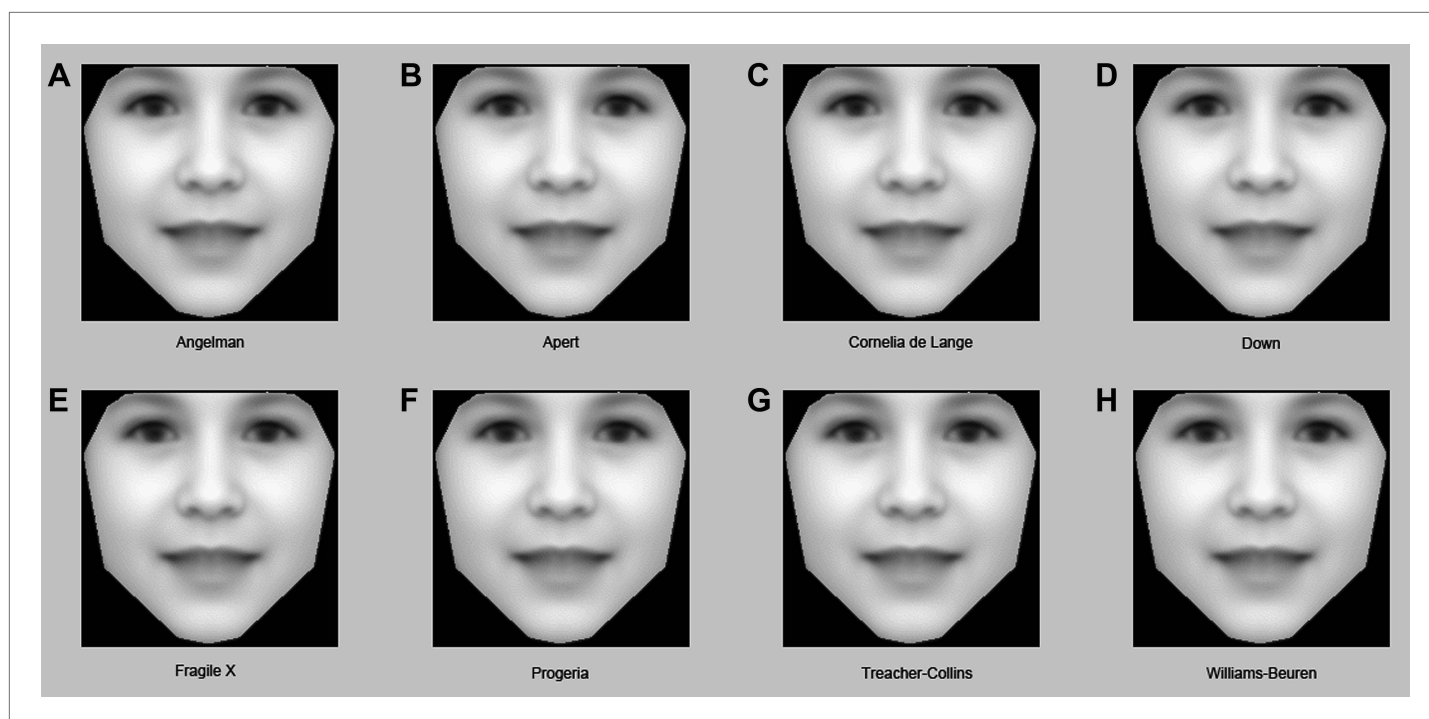 A
B
C
D
Angelman
Apert
Cornelia de Lange
Down
E
F
G
H
Fragile X
Progeria
Treacher-Collins
Williams-Beuren